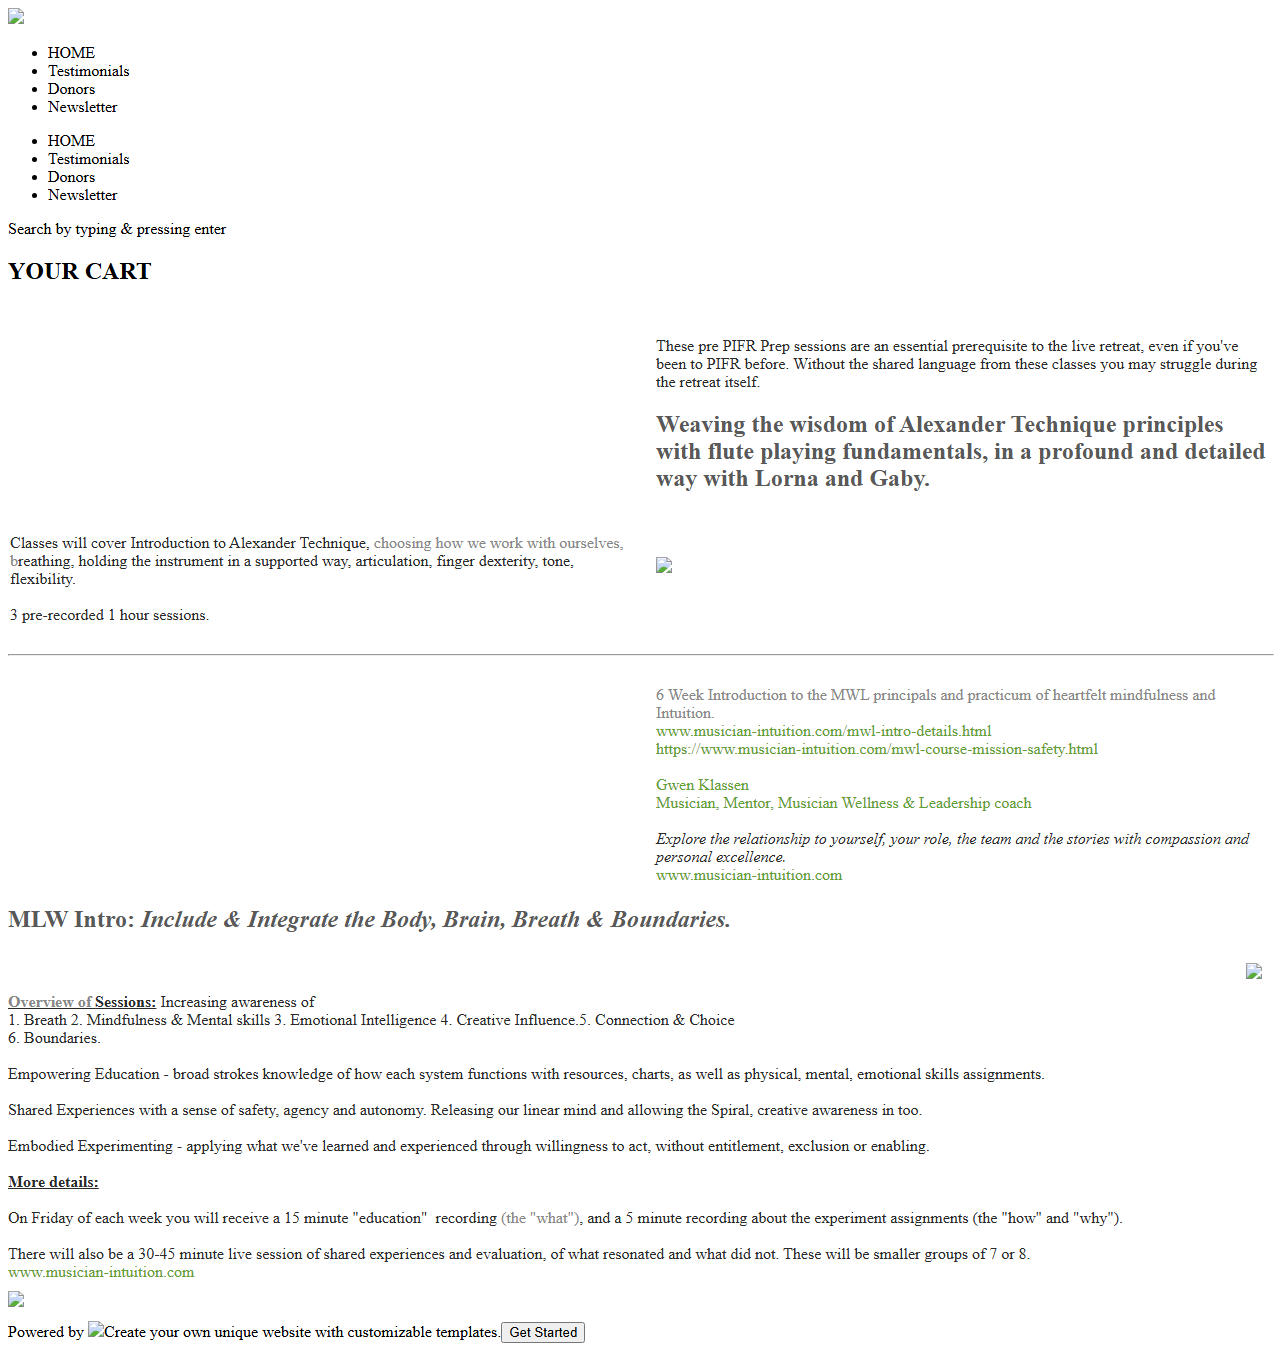 HOME
Testimonials
Donors
Newsletter
HOME
Testimonials
Donors
Newsletter
Search by typing & pressing enter
YOUR CART
These pre PIFR Prep sessions are an essential prerequisite to the live retreat, even if you've
been to PIFR before. Without the shared language from these classes you may struggle during
the retreat itself.
Weaving the wisdom of Alexander Technique principles
with flute playing fundamentals, in a profound and detailed
way with Lorna and Gaby.
Classes will cover Introduction to Alexander Technique, choosing how we work with ourselves,
breathing, holding the instrument in a supported way, articulation, finger dexterity, tone,
flexibility.
3 pre-recorded 1 hour sessions.
6 Week Introduction to the MWL principals and practicum of heartfelt mindfulness and
Intuition.
www.musician-intuition.com/mwl-intro-details.html
https://www.musician-intuition.com/mwl-course-mission-safety.html
Gwen Klassen
Musician, Mentor, Musician Wellness & Leadership coach
Explore the relationship to yourself, your role, the team and the stories with compassion and
personal excellence.
www.musician-intuition.com
MLW Intro: Include & Integrate the Body, Brain, Breath & Boundaries.
Overview of Sessions: Increasing awareness of
1. Breath 2. Mindfulness & Mental skills 3. Emotional Intelligence 4. Creative Influence.5. Connection & Choice
6. Boundaries.
Empowering Education - broad strokes knowledge of how each system functions with resources, charts, as well as physical, mental, emotional skills assignments.
Shared Experiences with a sense of safety, agency and autonomy. Releasing our linear mind and allowing the Spiral, creative awareness in too.
Embodied Experimenting - applying what we've learned and experienced through willingness to act, without entitlement, exclusion or enabling.
More details:
On Friday of each week you will receive a 15 minute "education"  recording (the "what"), and a 5 minute recording about the experiment assignments (the "how" and "why").
There will also be a 30-45 minute live session of shared experiences and evaluation, of what resonated and what did not. These will be smaller groups of 7 or 8.
www.musician-intuition.com
Powered by Create your own unique website with customizable templates. Get Started